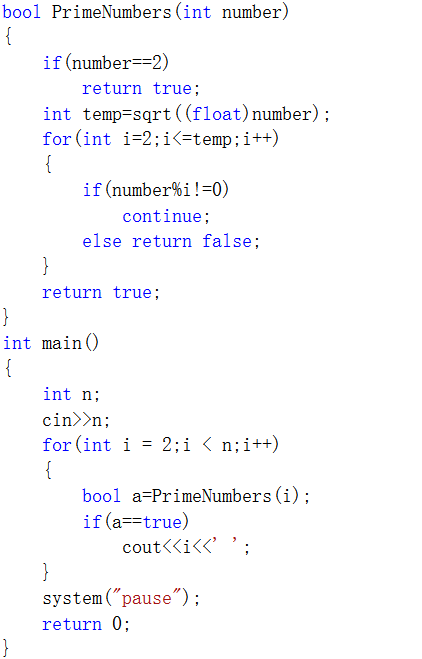 bool PrimeNumbers(int number)
{
    if(number==2)
        return true;
    int temp=sqrt((float)number);
    for(int i=2;i<=temp;i++)
    {
        if(number%i!=0)
            continue;
        else return false;
    }
    return true;
}
int main()
{
    int n;
    cin>>n;
    for(int i = 2;i < n;i++)
    {
        bool a=PrimeNumbers(i);
        if(a==true)
            cout<<i<<' ';
    }
    system("pause");
    return 0;
}